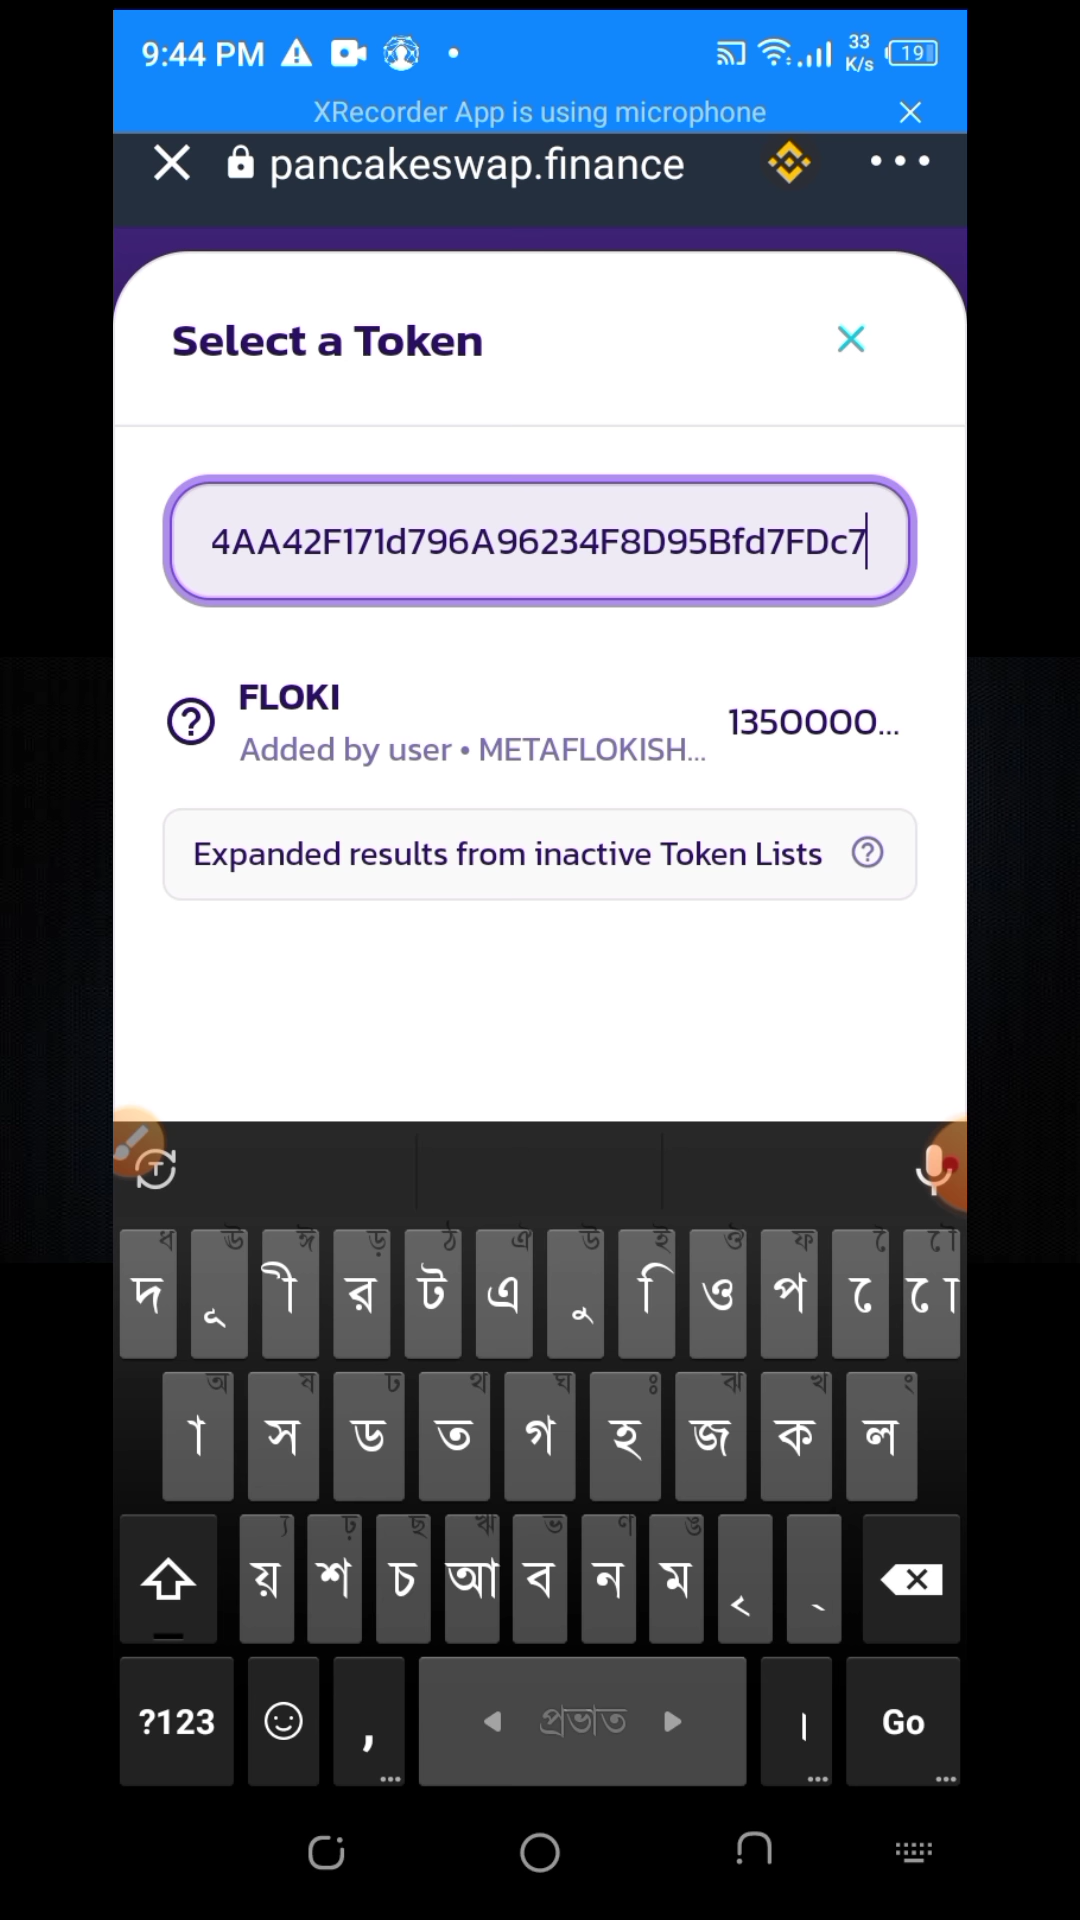 9:44 PM
33
K/s
19
XRecorder App is using microphone
pancakeswap.finance
Select a Token
4AA42F171d796A96234F8D95Bfd7FDc7
FLOKI
1350000...
Added by user • METAFLOKISH...
Expanded results from inactive Token Lists
T
ধ ঊ ঈ ড় ঠ ঐ উ ই ঔ ফ ৈ ৌ
দ ূ ী র ট এ ু ি ও প ে ো
অ ষ ঢ থ ঘ ঃ ঝ খ ং
া স ড ত গ হ জ ক ল
য ঢ় ছ ঋ ভ ণ ঙ
য় শ চ আ ব ন ম ৃ ্
?123 , প্রভাত । Go